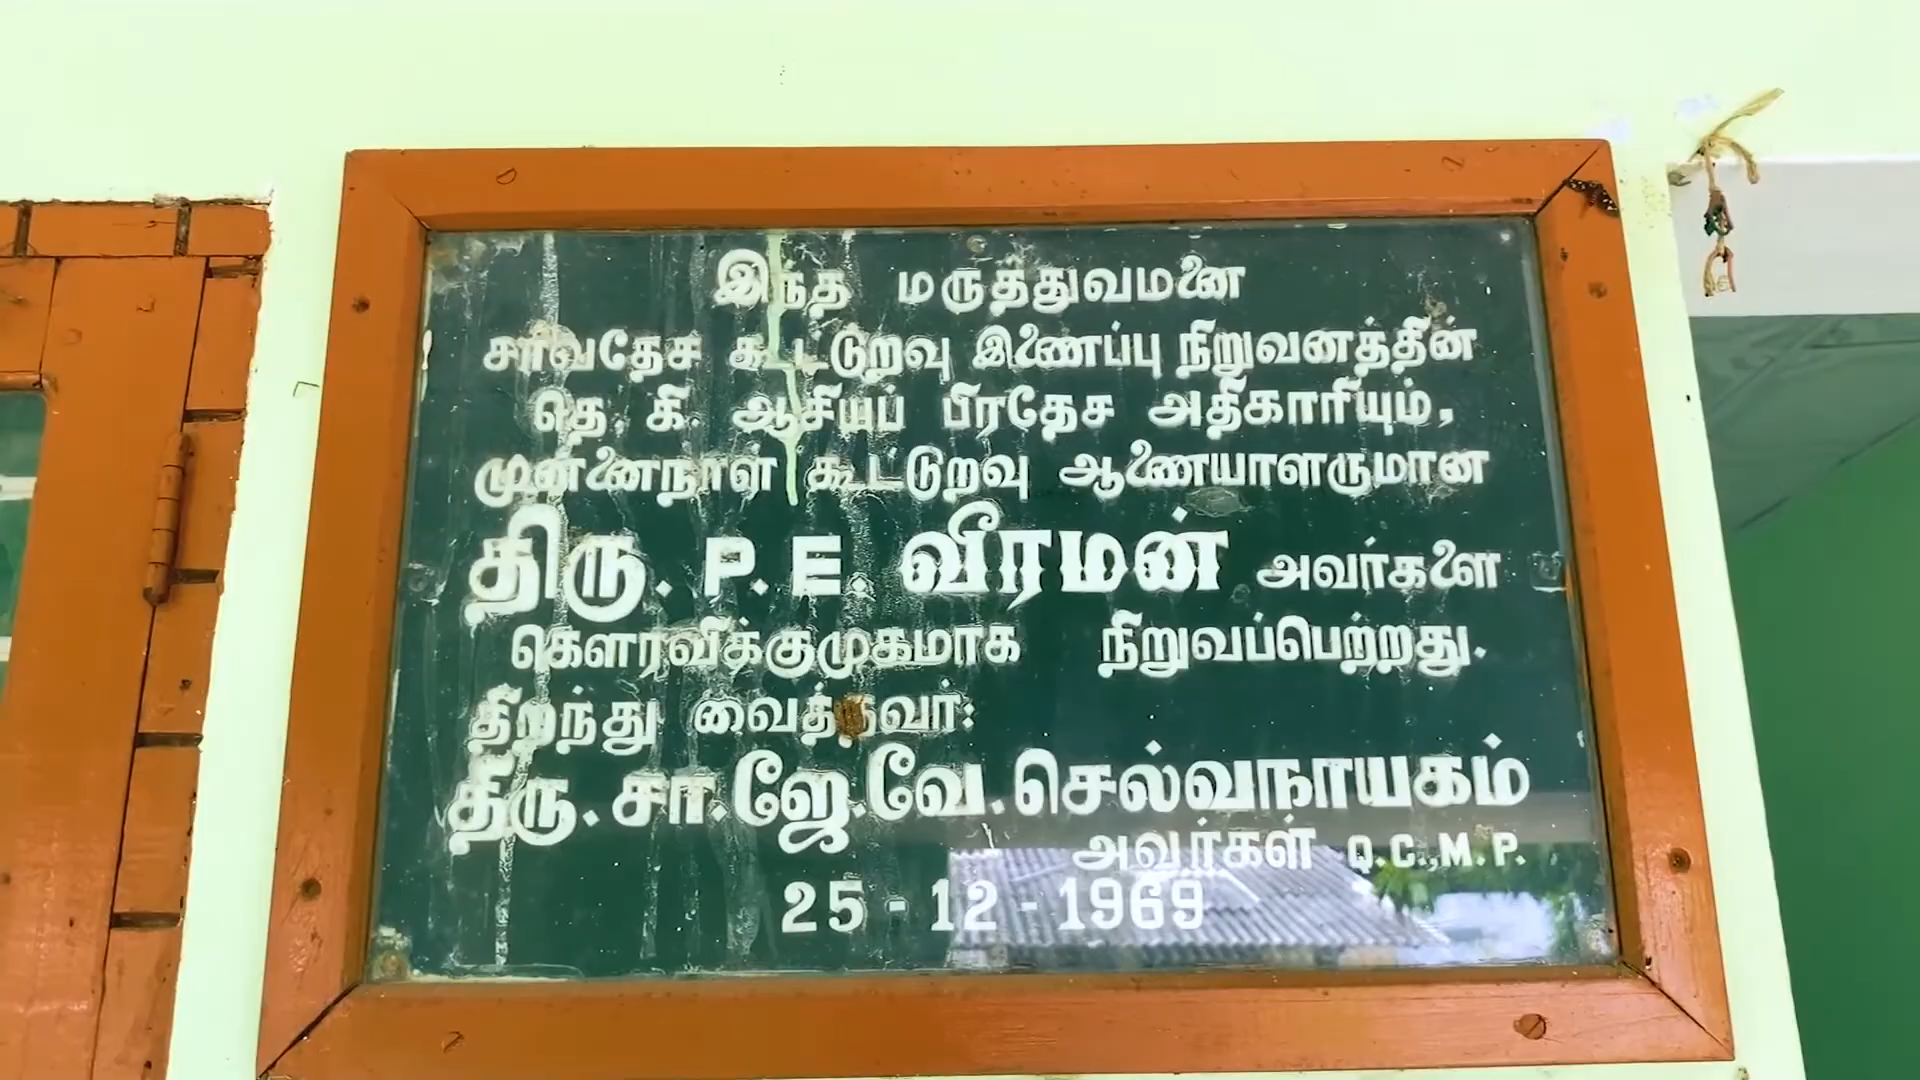 இந்த மருத்துவமனை
சர்வதேச கூட்டுறவு இணைப்பு நிறுவனத்தின்
தெ. கி. ஆசியப் பிரதேச அதிகாரியும்,
முன்னைநாள் கூட்டுறவு ஆணையாளருமான
திரு. P. E. வீரமன் அவர்களை
கௌரவிக்குமுகமாக நிறுவப்பெற்றது.
திறந்து வைத்தவர்:
திரு. சா.ஜே.வே.செல்வநாயகம்
அவர்கள் Q.C.,M.P.
25-12-1969